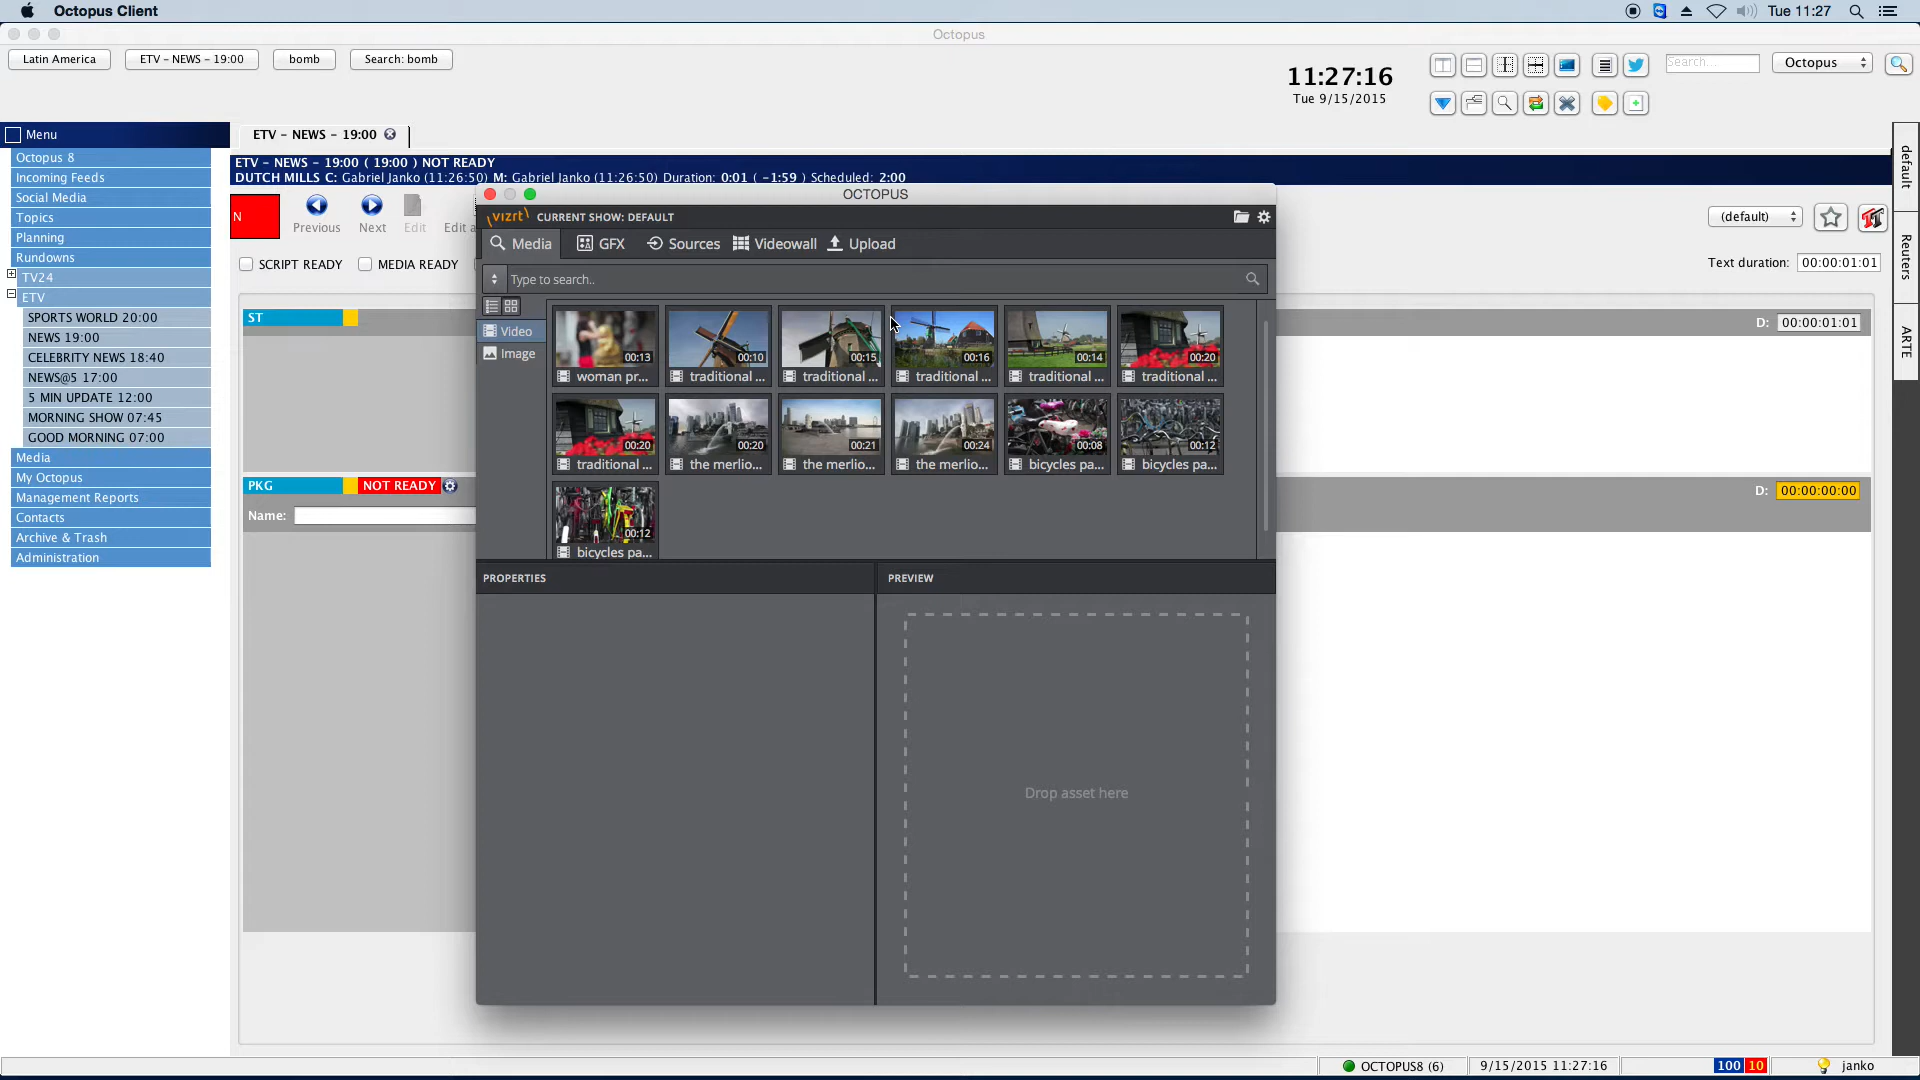 Octopus Client
Tue 11:27
Octopus
Latin America
ETV - NEWS - 19:00
bomb
Search: bomb
11:27:16
Tue 9/15/2015
Search...
Octopus
Menu
ETV - NEWS - 19:00
Octopus 8
Incoming Feeds
Social Media
Topics
Planning
Rundowns
TV24
ETV
SPORTS WORLD 20:00
NEWS 19:00
CELEBRITY NEWS 18:40
NEWS@5 17:00
5 MIN UPDATE 12:00
MORNING SHOW 07:45
GOOD MORNING 07:00
Media
My Octopus
Management Reports
Contacts
Archive & Trash
Administration
ETV - NEWS - 19:00 ( 19:00 ) NOT READY
DUTCH MILLS C: Gabriel Janko (11:26:50) M: Gabriel Janko (11:26:50) Duration: 0:01 ( -1:59 ) Scheduled: 2:00
N
Previous
Next
Edit
Edit a
(default)
SCRIPT READY
MEDIA READY
Text duration: 00:00:01:01
ST
D: 00:00:01:01
PKG
NOT READY
D: 00:00:00:00
Name:
OCTOPUS
vizrt CURRENT SHOW: DEFAULT
Media
GFX
Sources
Videowall
Upload
Type to search..
Video
Image
00:13
00:10
00:15
00:16
00:14
00:20
woman pr...
traditional ...
traditional ...
traditional ...
traditional ...
traditional ...
00:20
00:20
00:21
00:24
00:08
00:12
traditional ...
the merlio...
the merlio...
the merlio...
bicycles pa...
bicycles pa...
00:12
bicycles pa...
PROPERTIES
PREVIEW
Drop asset here
default
Reuters
ARTE
OCTOPUS8 (6)
9/15/2015 11:27:16
100 10
janko